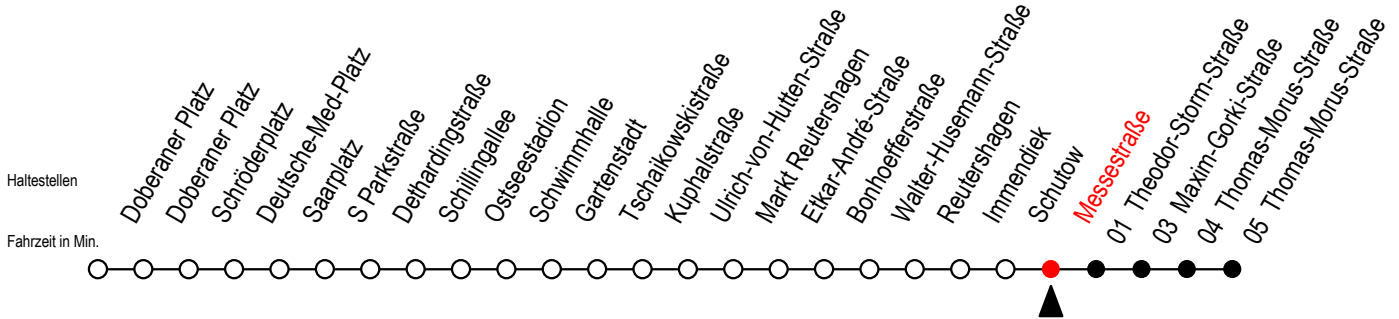 Haltestellen
Fahrzeit in Min.
Doberaner Platz
Doberaner Platz
Schröderplatz
Deutsche-Med-Platz
Saarplatz
S Parkstraße
Dethardingstraße
Schillingallee
Ostseestadion
Schwimmhalle
Gartenstadt
Tschaikowskistraße
Kuphalstraße
Ulrich-von-Hutten-Straße
Markt Reutershagen
Etkar-André-Straße
Bonhoefferstraße
Walter-Husemann-Straße
Reutershagen
Immendiek
Schutow
Messestraße
01 Theodor-Storm-Straße
03 Maxim-Gorki-Straße
04 Thomas-Morus-Straße
05 Thomas-Morus-Straße